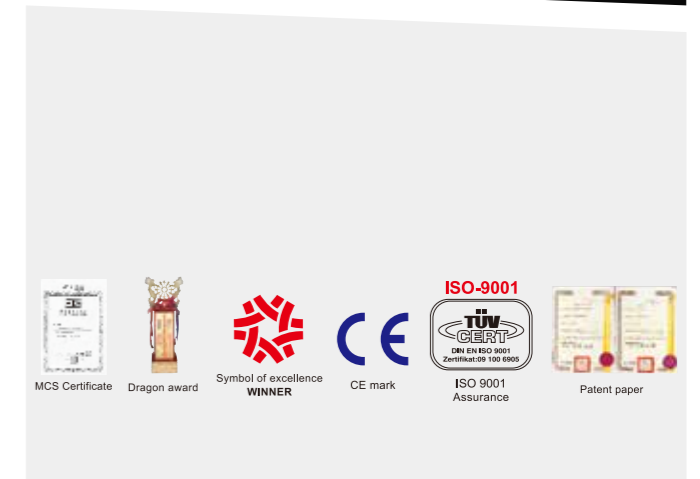 MCS Certificate
Dragon award
Symbol of excellence
WINNER
CE
CE mark
ISO-9001
TÜV
CERT
DIN EN ISO 9001
Zertifikat:09 100 6905
ISO 9001
Assurance
Patent paper